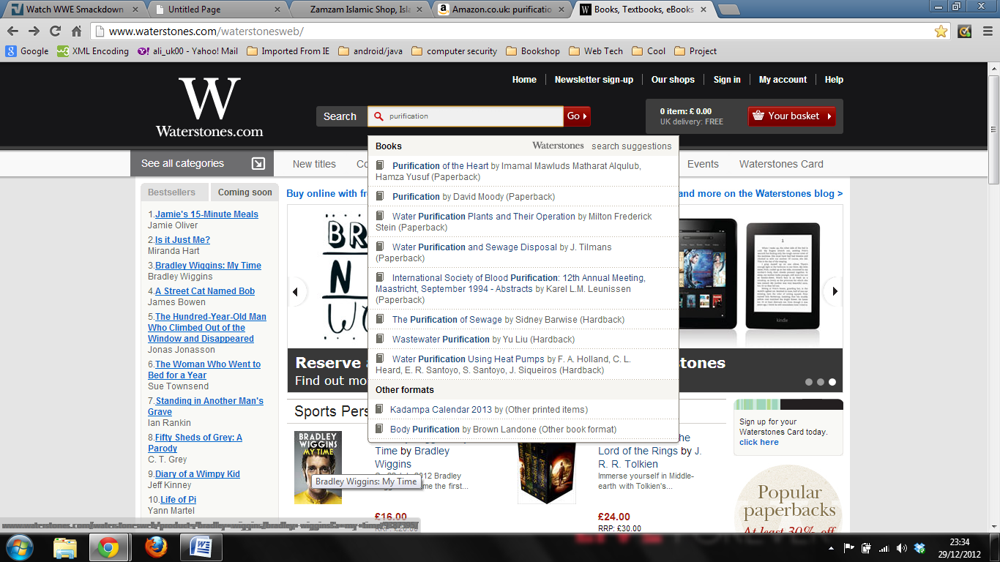 Watch WWE Smackdown
Untitled Page
Zamzam Islamic Shop, Isla
Amazon.co.uk: purificatio
Books, Textbooks, eBooks
www.waterstones.com/waterstonesweb/
Google XML Encoding ali_uk00 - Yahoo! Mail Imported From IE android/java computer security Bookshop Web Tech Cool Project
Home Newsletter sign-up Our shops Sign in My account Help
W
Waterstones.com
Search purification Go
0 item: £ 0.00
UK delivery: FREE
Your basket
See all categories New titles Events Waterstones Card
Books Waterstones search suggestions
Purification of the Heart by Imamal Mawluds Matharat Alqulub,
Hamza Yusuf (Paperback)
Purification by David Moody (Paperback)
Water Purification Plants and Their Operation by Milton Frederick
Stein (Paperback)
Water Purification and Sewage Disposal by J. Tilmans
(Paperback)
International Society of Blood Purification: 12th Annual Meeting,
Maastricht, September 1994 - Abstracts by Karel L.M. Leunissen
(Paperback)
The Purification of Sewage by Sidney Barwise (Hardback)
Wastewater Purification by Yu Liu (Hardback)
Water Purification Using Heat Pumps by F. A. Holland, C. L.
Heard, E. R. Santoyo, S. Santoyo, J. Siqueiros (Hardback)
Other formats
Kadampa Calendar 2013 by (Other printed items)
Body Purification by Brown Landone (Other book format)
Bestsellers Coming soon
1.Jamie's 15-Minute Meals
Jamie Oliver
2.Is it Just Me?
Miranda Hart
3.Bradley Wiggins: My Time
Bradley Wiggins
4.A Street Cat Named Bob
James Bowen
5.The Hundred-Year-Old Man
Who Climbed Out of the
Window and Disappeared
Jonas Jonasson
6.The Woman Who Went to
Bed for a Year
Sue Townsend
7.Standing in Another Man's
Grave
Ian Rankin
8.Fifty Sheds of Grey: A
Parody
C. T. Grey
9.Diary of a Wimpy Kid
Jeff Kinney
10.Life of Pi
Yann Martel
Buy online with fr
and more on the Waterstones blog >
kindle
Reserve
Find out mo
stones
Sports Pers
BRADLEY
WIGGINS
MY TIME
Time by Bradley
Wiggins
2012 Bradley
me the first...
Bradley Wiggins: My Time
£16.00
the
Lord of the Rings by J.
R. R. Tolkien
Immerse yourself in Middle-
earth with Tolkien's...
£24.00
RRP: £30.00
Sign up for your
Waterstones Card today.
click here
Popular
paperbacks
At least 30% off
23:34
29/12/2012